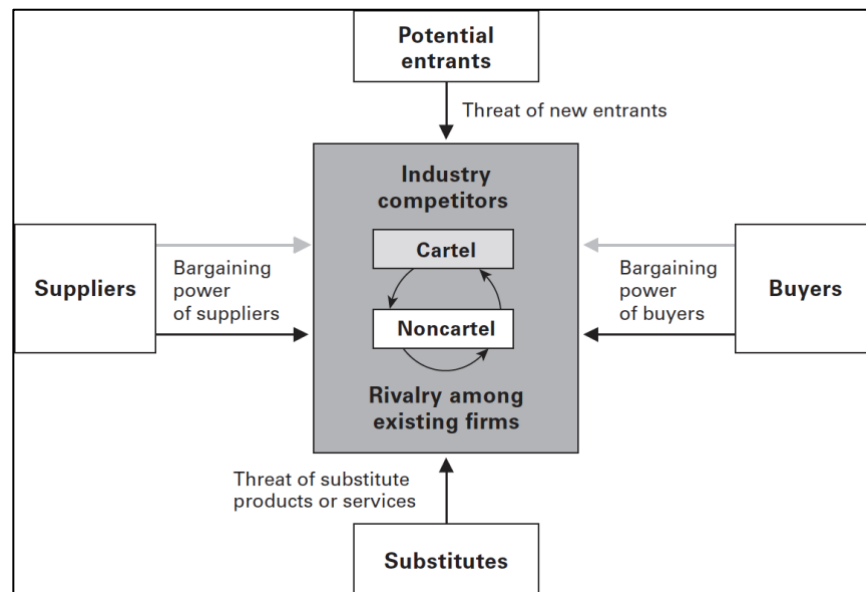 Potential
entrants
Threat of new entrants
Industry
competitors
Cartel
Suppliers
Bargaining
power
of suppliers
Bargaining
power
of buyers
Buyers
Noncartel
Rivalry among
existing firms
Threat of substitute
products or services
Substitutes